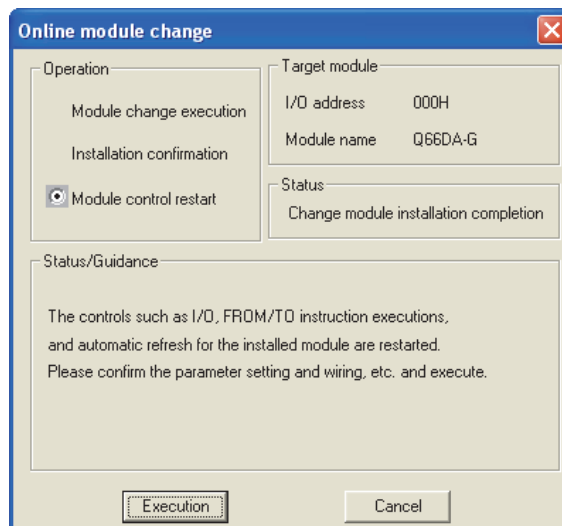 Online module change
Operation
Module change execution
Installation confirmation
Module control restart
Target module
I/O address 000H
Module name Q66DA-G
Status
Change module installation completion
Status/Guidance
The controls such as I/O, FROM/TO instruction executions,
and automatic refresh for the installed module are restarted.
Please confirm the parameter setting and wiring, etc. and execute.
Execution Cancel